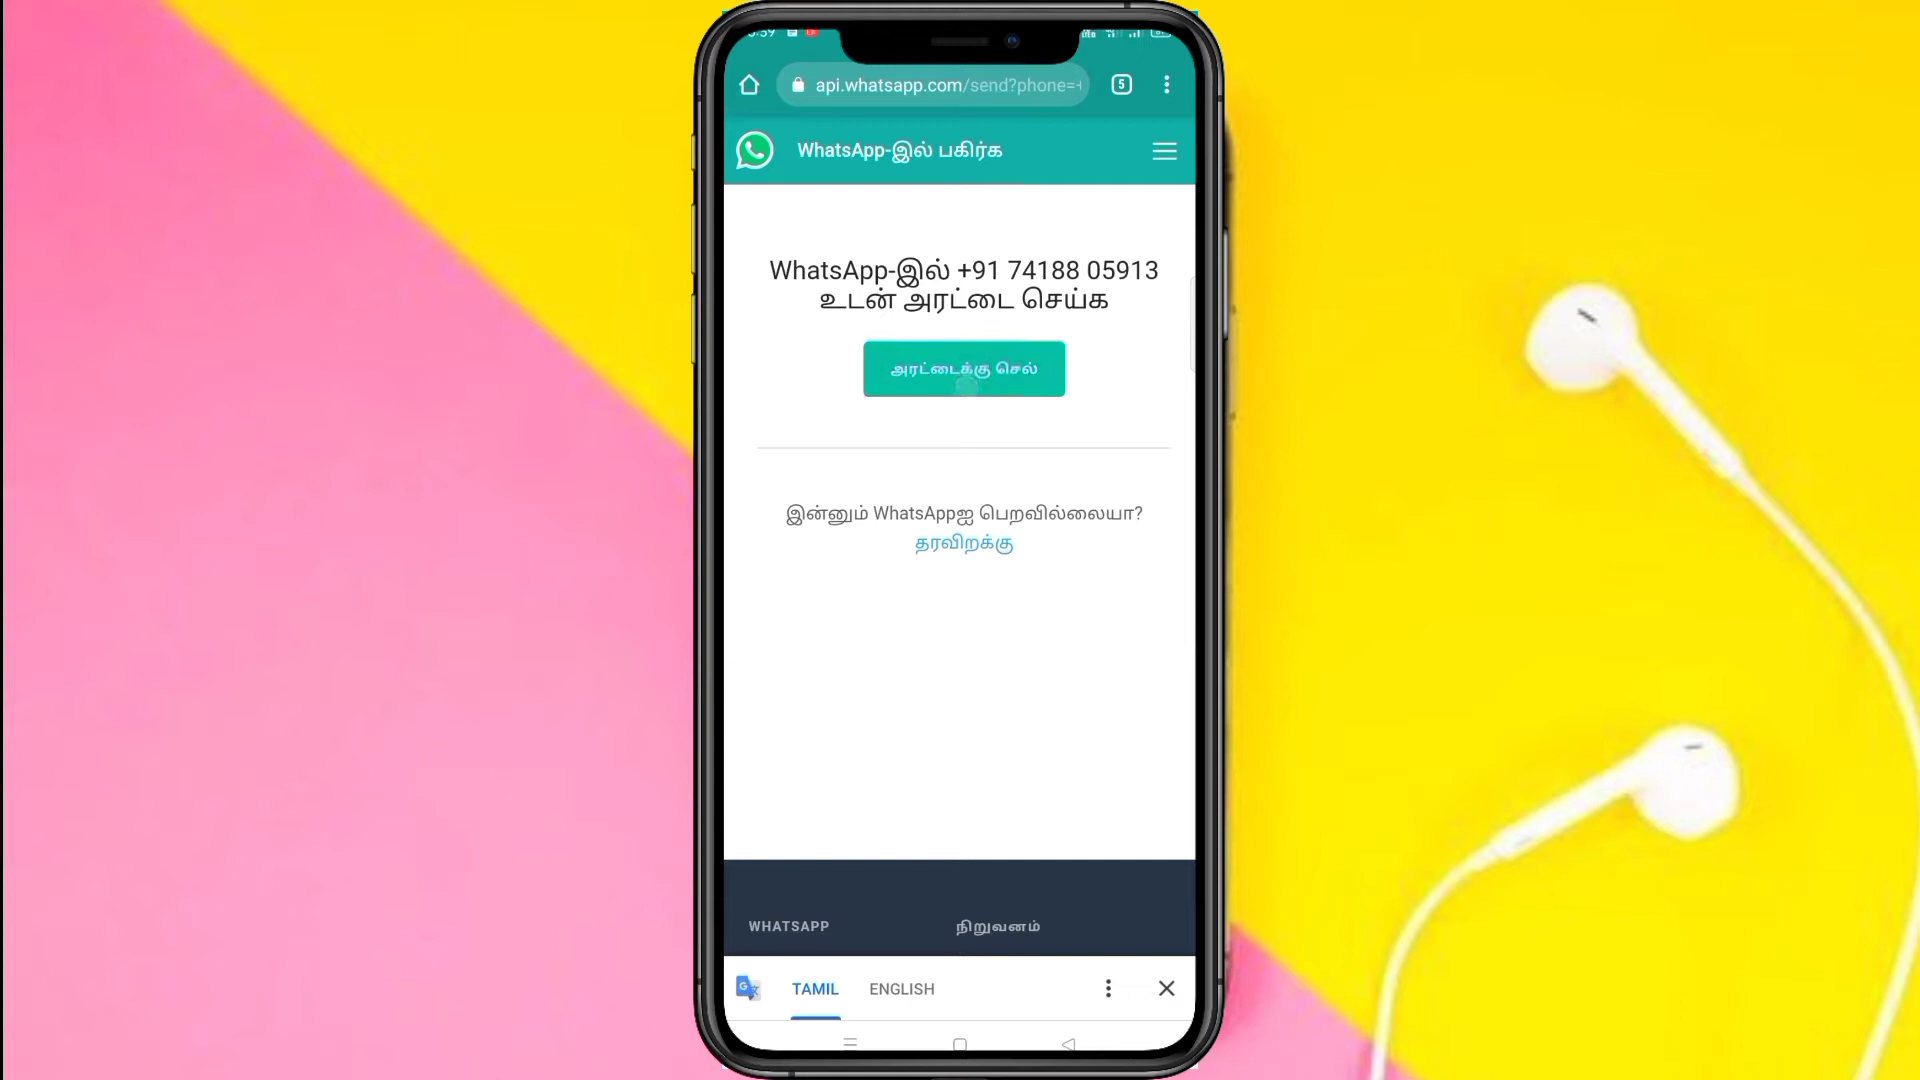 api.whatsapp.com/send?phone=
5
WhatsApp-இல் பகிர்க
WhatsApp-இல் +91 74188 05913
உடன் அரட்டை செய்க
அரட்டைக்கு செல்
இன்னும் WhatsAppஐ பெறவில்லையா?
தரவிறக்கு
WHATSAPP நிறுவனம்
TAMIL ENGLISH